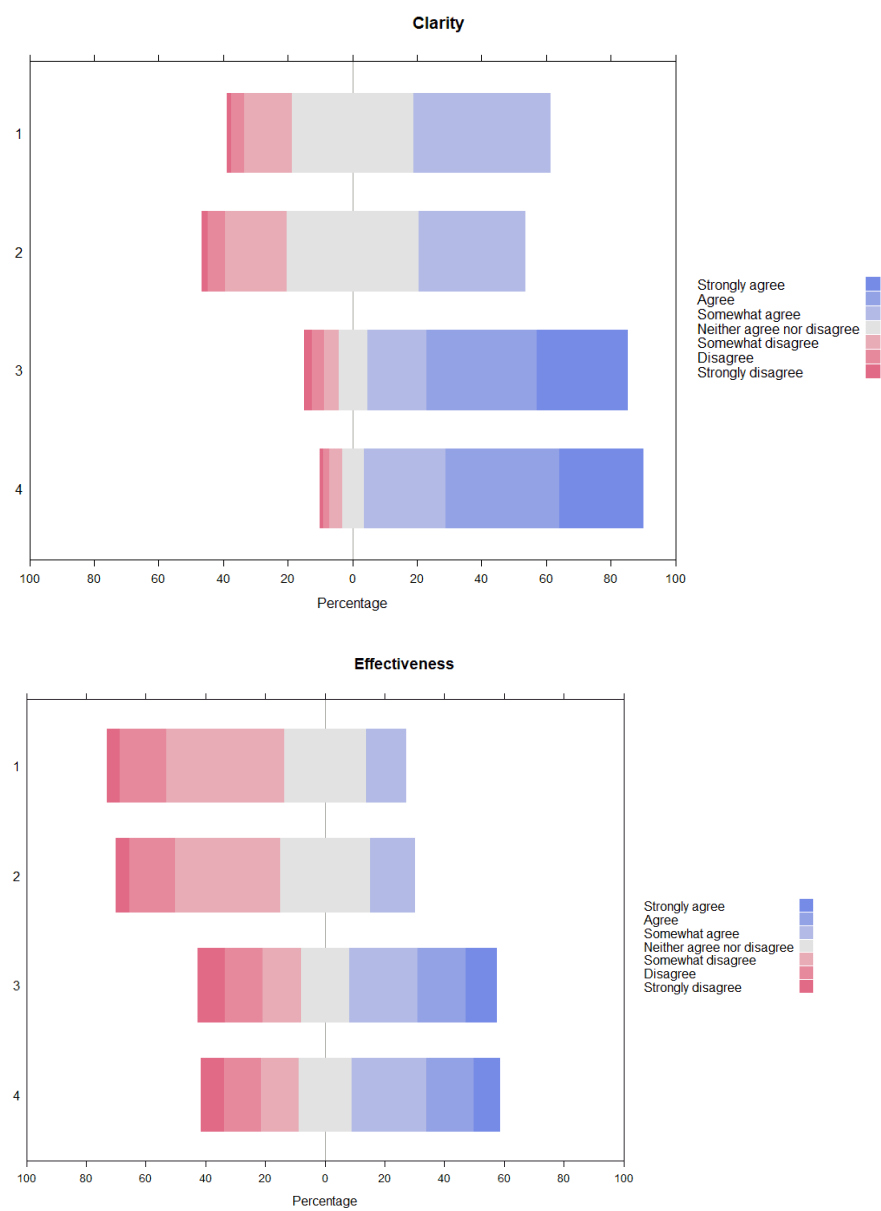 Clarity
1
2
3
4
100 80 60 40 20 0 20 40 60 80 100
Percentage
Strongly agree
Agree
Somewhat agree
Neither agree nor disagree
Somewhat disagree
Disagree
Strongly disagree
Effectiveness
1
2
3
4
100 80 60 40 20 0 20 40 60 80 100
Percentage
Strongly agree
Agree
Somewhat agree
Neither agree nor disagree
Somewhat disagree
Disagree
Strongly disagree